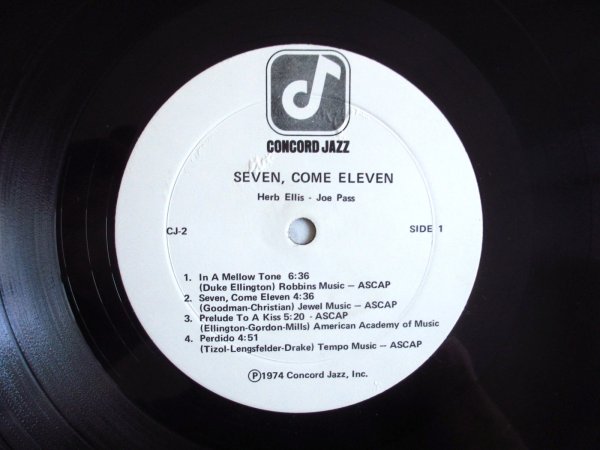 CONCORD JAZZ
SEVEN, COME ELEVEN
Herb Ellis - Joe Pass
CJ-2 SIDE 1
1. In A Mellow Tone 6:36
(Duke Ellington) Robbins Music — ASCAP
2. Seven, Come Eleven 4:36
(Goodman-Christian) Jewel Music — ASCAP
3. Prelude To A Kiss 5:20 - ASCAP
(Ellington-Gordon-Mills) American Academy of Music
4. Perdido 4:51
(Tizol-Lengsfelder-Drake) Tempo Music — ASCAP
Ⓟ1974 Concord Jazz, Inc.